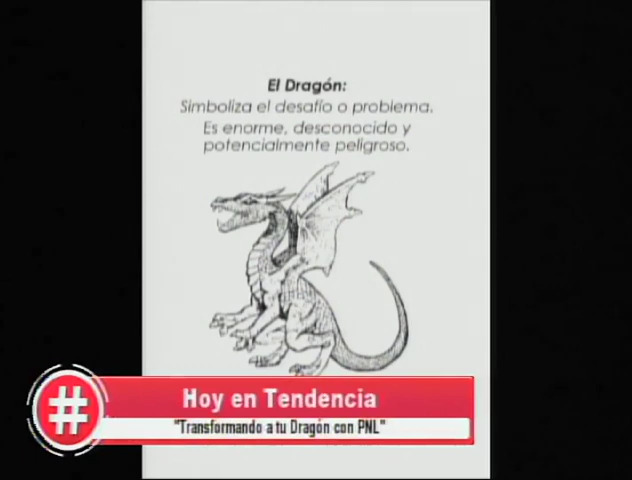 El Dragón:
Simboliza el desafío o problema.
Es enorme, desconocido y
potencialmente peligroso.
#
Hoy en Tendencia
"Transformando a tu Dragón con PNL"